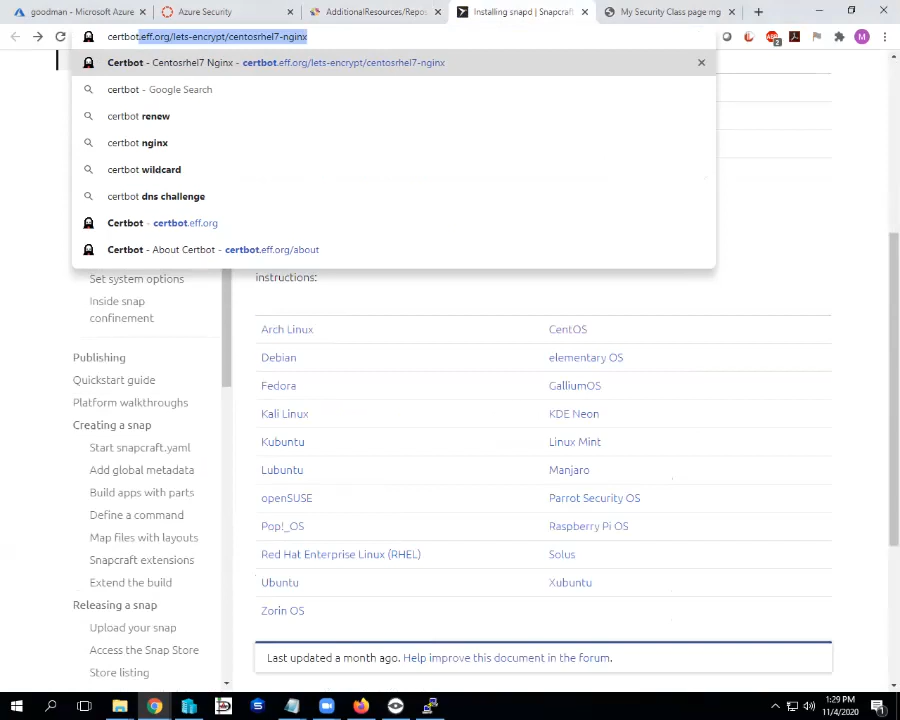 goodman - Microsoft Azure
Azure Security
AdditionalResources/Repos
Installing snapd | Snapcraft
My Security Class page mg
certbot.eff.org/lets-encrypt/centosrhel7-nginx
Certbot - Centosrhel7 Nginx - certbot.eff.org/lets-encrypt/centosrhel7-nginx
certbot - Google Search
certbot renew
certbot nginx
certbot wildcard
certbot dns challenge
Certbot - certbot.eff.org
Certbot - About Certbot - certbot.eff.org/about
instructions:
Set system options
Inside snap
confinement
Publishing
Quickstart guide
Platform walkthroughs
Creating a snap
Start snapcraft.yaml
Add global metadata
Build apps with parts
Define a command
Map files with layouts
Snapcraft extensions
Extend the build
Releasing a snap
Upload your snap
Access the Snap Store
Store listing
Arch Linux CentOS
Debian elementary OS
Fedora GalliumOS
Kali Linux KDE Neon
Kubuntu Linux Mint
Lubuntu Manjaro
openSUSE Parrot Security OS
Pop!_OS Raspberry Pi OS
Red Hat Enterprise Linux (RHEL) Solus
Ubuntu Xubuntu
Zorin OS
Last updated a month ago. Help improve this document in the forum.
1:29 PM
11/4/2020